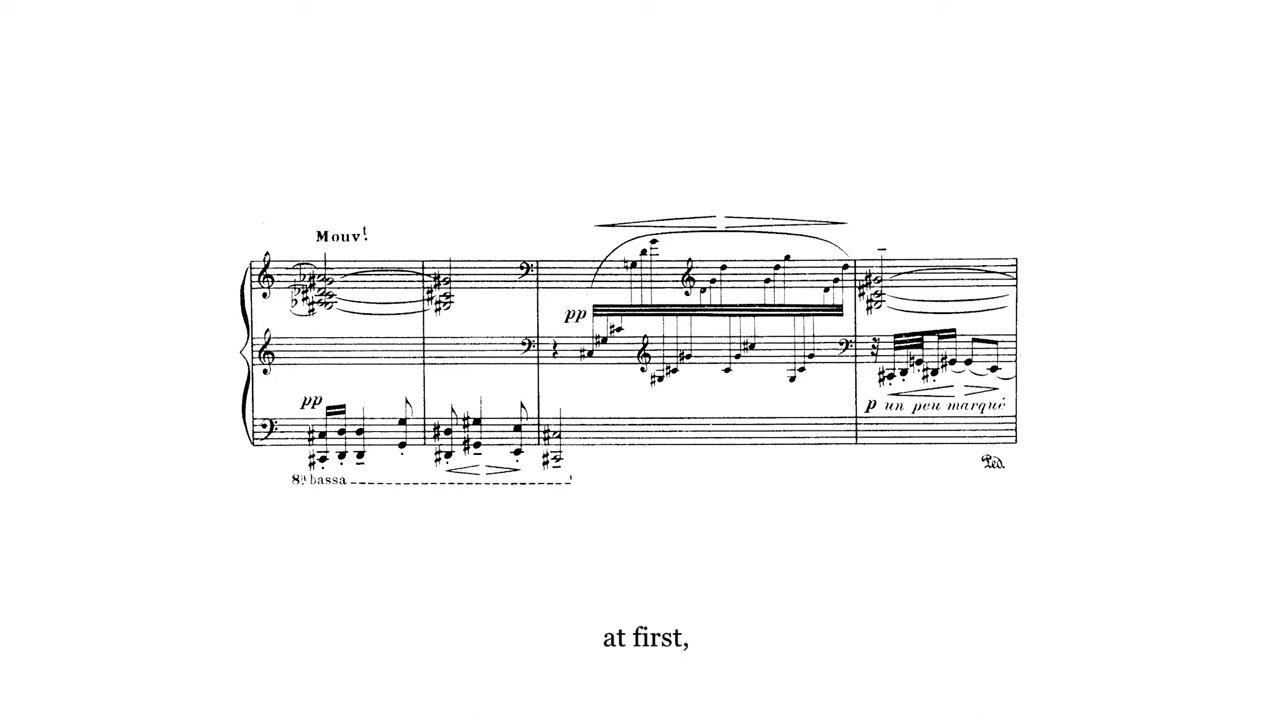 Mouvt.
pp
pp
p un peu marqué
8a bassa
Ped.
at first,